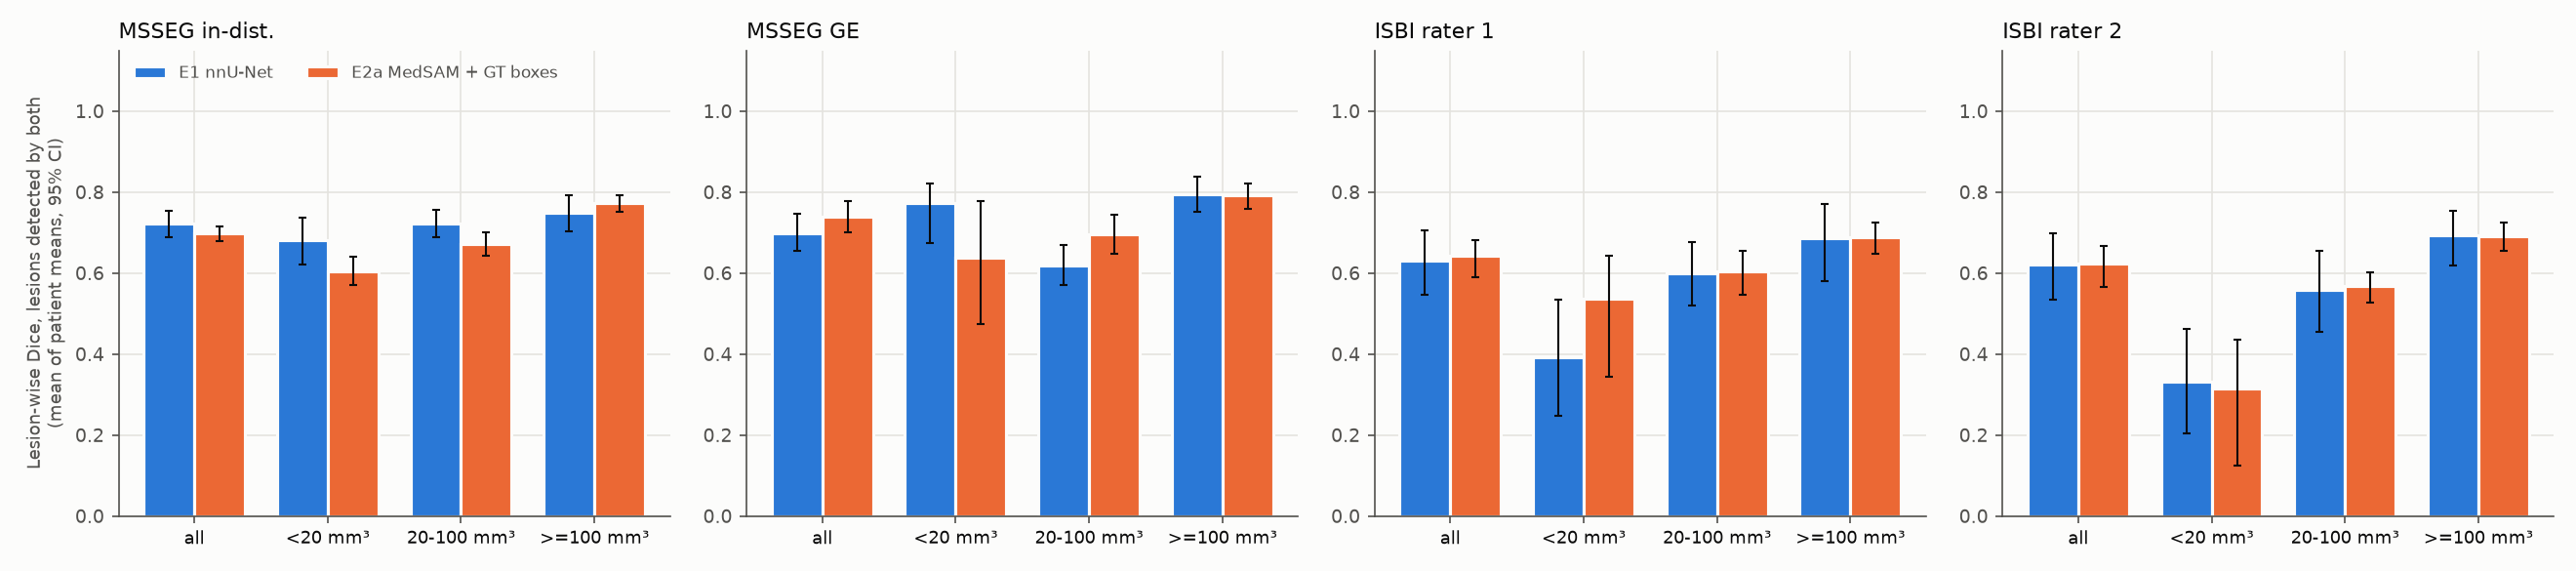 MSSEG in-dist.
E1 nnU-Net
E2a MedSAM + GT boxes
Lesion-wise Dice, lesions detected by both
(mean of patient means, 95% CI)
1.0
0.8
0.6
0.4
0.2
0.0
all
<20 mm³
20-100 mm³
>=100 mm³
MSSEG GE
1.0
0.8
0.6
0.4
0.2
0.0
all
<20 mm³
20-100 mm³
>=100 mm³
ISBI rater 1
1.0
0.8
0.6
0.4
0.2
0.0
all
<20 mm³
20-100 mm³
>=100 mm³
ISBI rater 2
1.0
0.8
0.6
0.4
0.2
0.0
all
<20 mm³
20-100 mm³
>=100 mm³